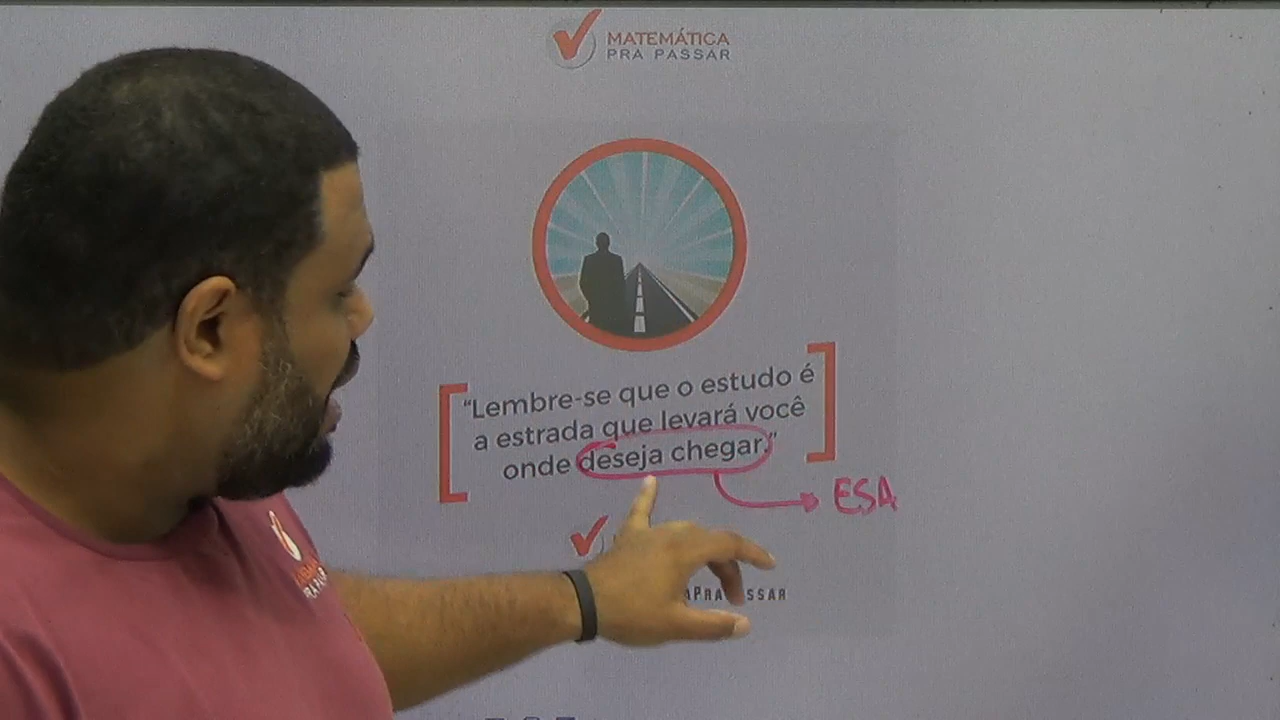 MATEMÁTICA
PRA PASSAR
“Lembre-se que o estudo é
a estrada que levará você
onde deseja chegar.”
ESA